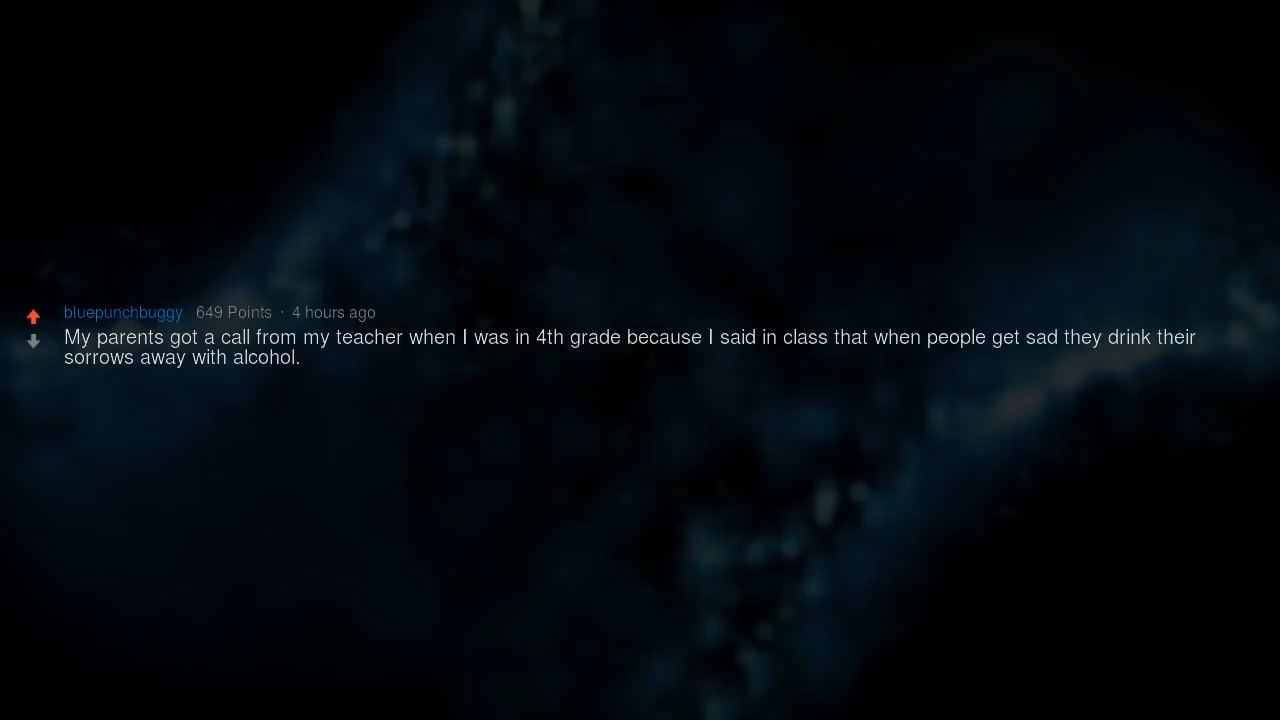 bluepunchbuggy 649 Points · 4 hours ago
My parents got a call from my teacher when I was in 4th grade because I said in class that when people get sad they drink their
sorrows away with alcohol.